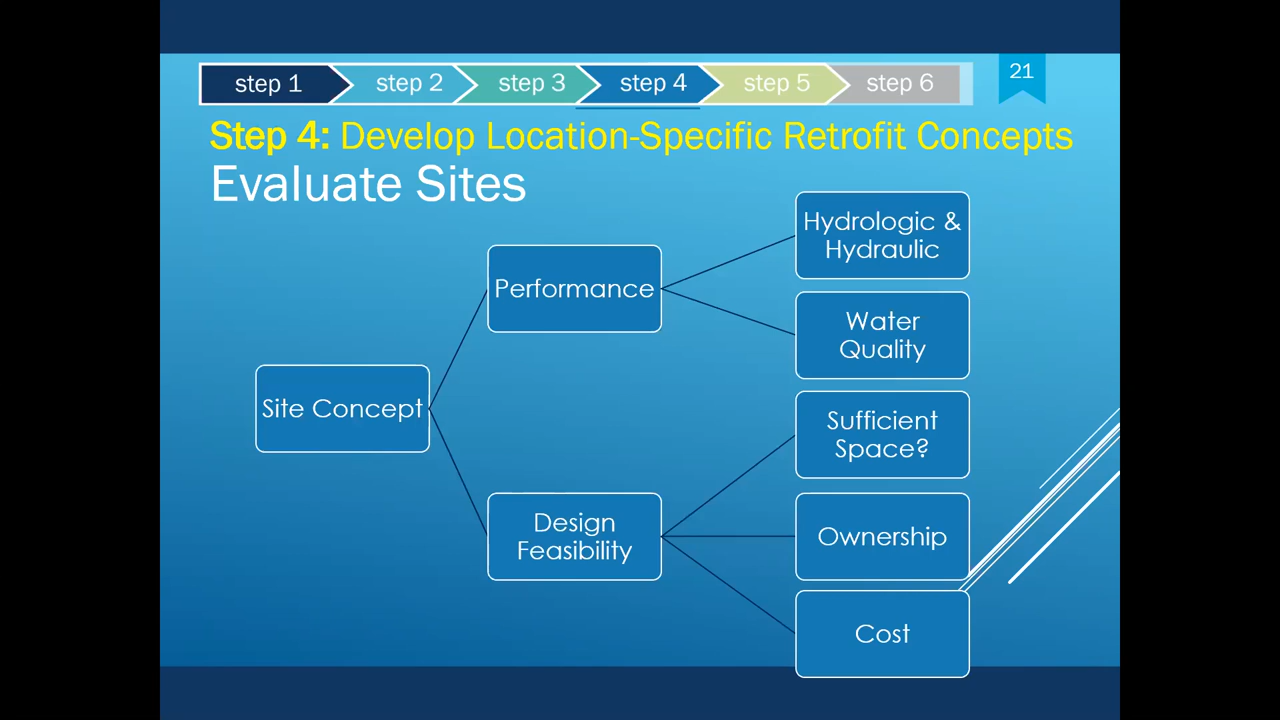 step 1
step 2
step 3
step 4
step 5
step 6
21
Step 4: Develop Location-Specific Retrofit Concepts
Evaluate Sites
Site Concept
Performance
Hydrologic &
Hydraulic
Water
Quality
Design
Feasibility
Sufficient
Space?
Ownership
Cost